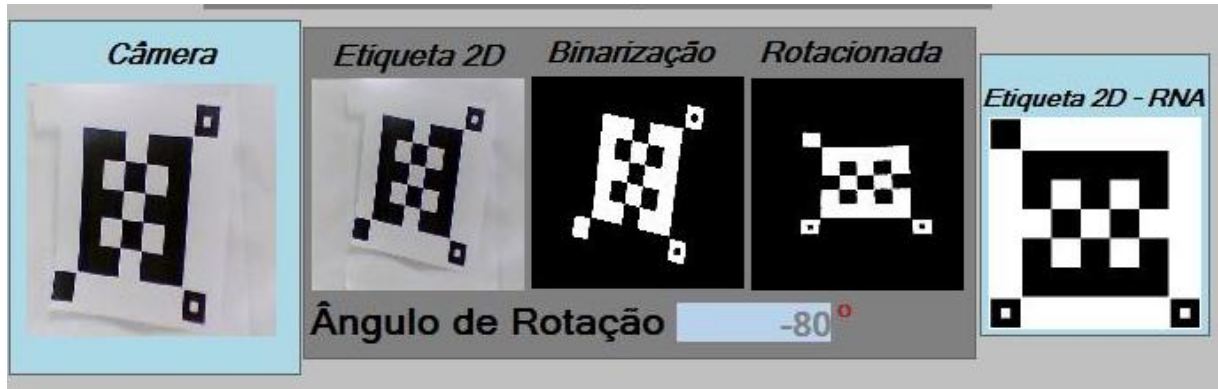 Câmera
Etiqueta 2D
Binarização
Rotacionada
Etiqueta 2D - RNA
Ângulo de Rotação -80°